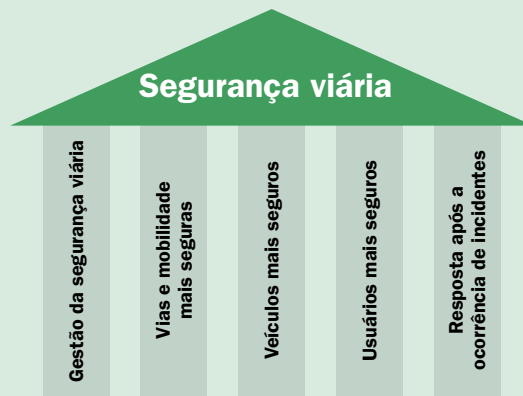 Segurança viária
Gestão da segurança viária
Vias e mobilidade
mais seguras
Veículos mais seguros
Usuários mais seguros
Resposta após a
ocorrência de incidentes